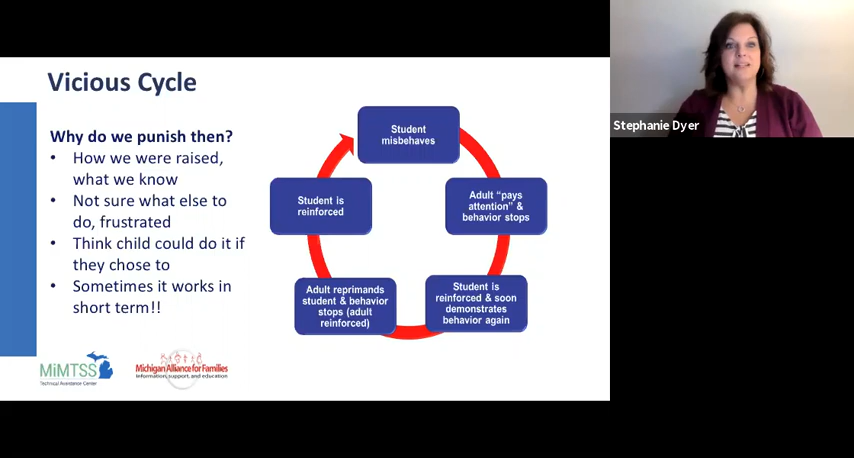 Vicious Cycle
Why do we punish then?
• How we were raised,
what we know
• Not sure what else to
do, frustrated
• Think child could do it if
they chose to
• Sometimes it works in
short term!!
Student
misbehaves
Adult “pays
attention” &
behavior stops
Student is
reinforced & soon
demonstrates
behavior again
Adult reprimands
student & behavior
stops (adult
reinforced)
Student is
reinforced
MiMTSS
Technical Assistance Center
Michigan Alliance for Families
information, support, and education
Stephanie Dyer